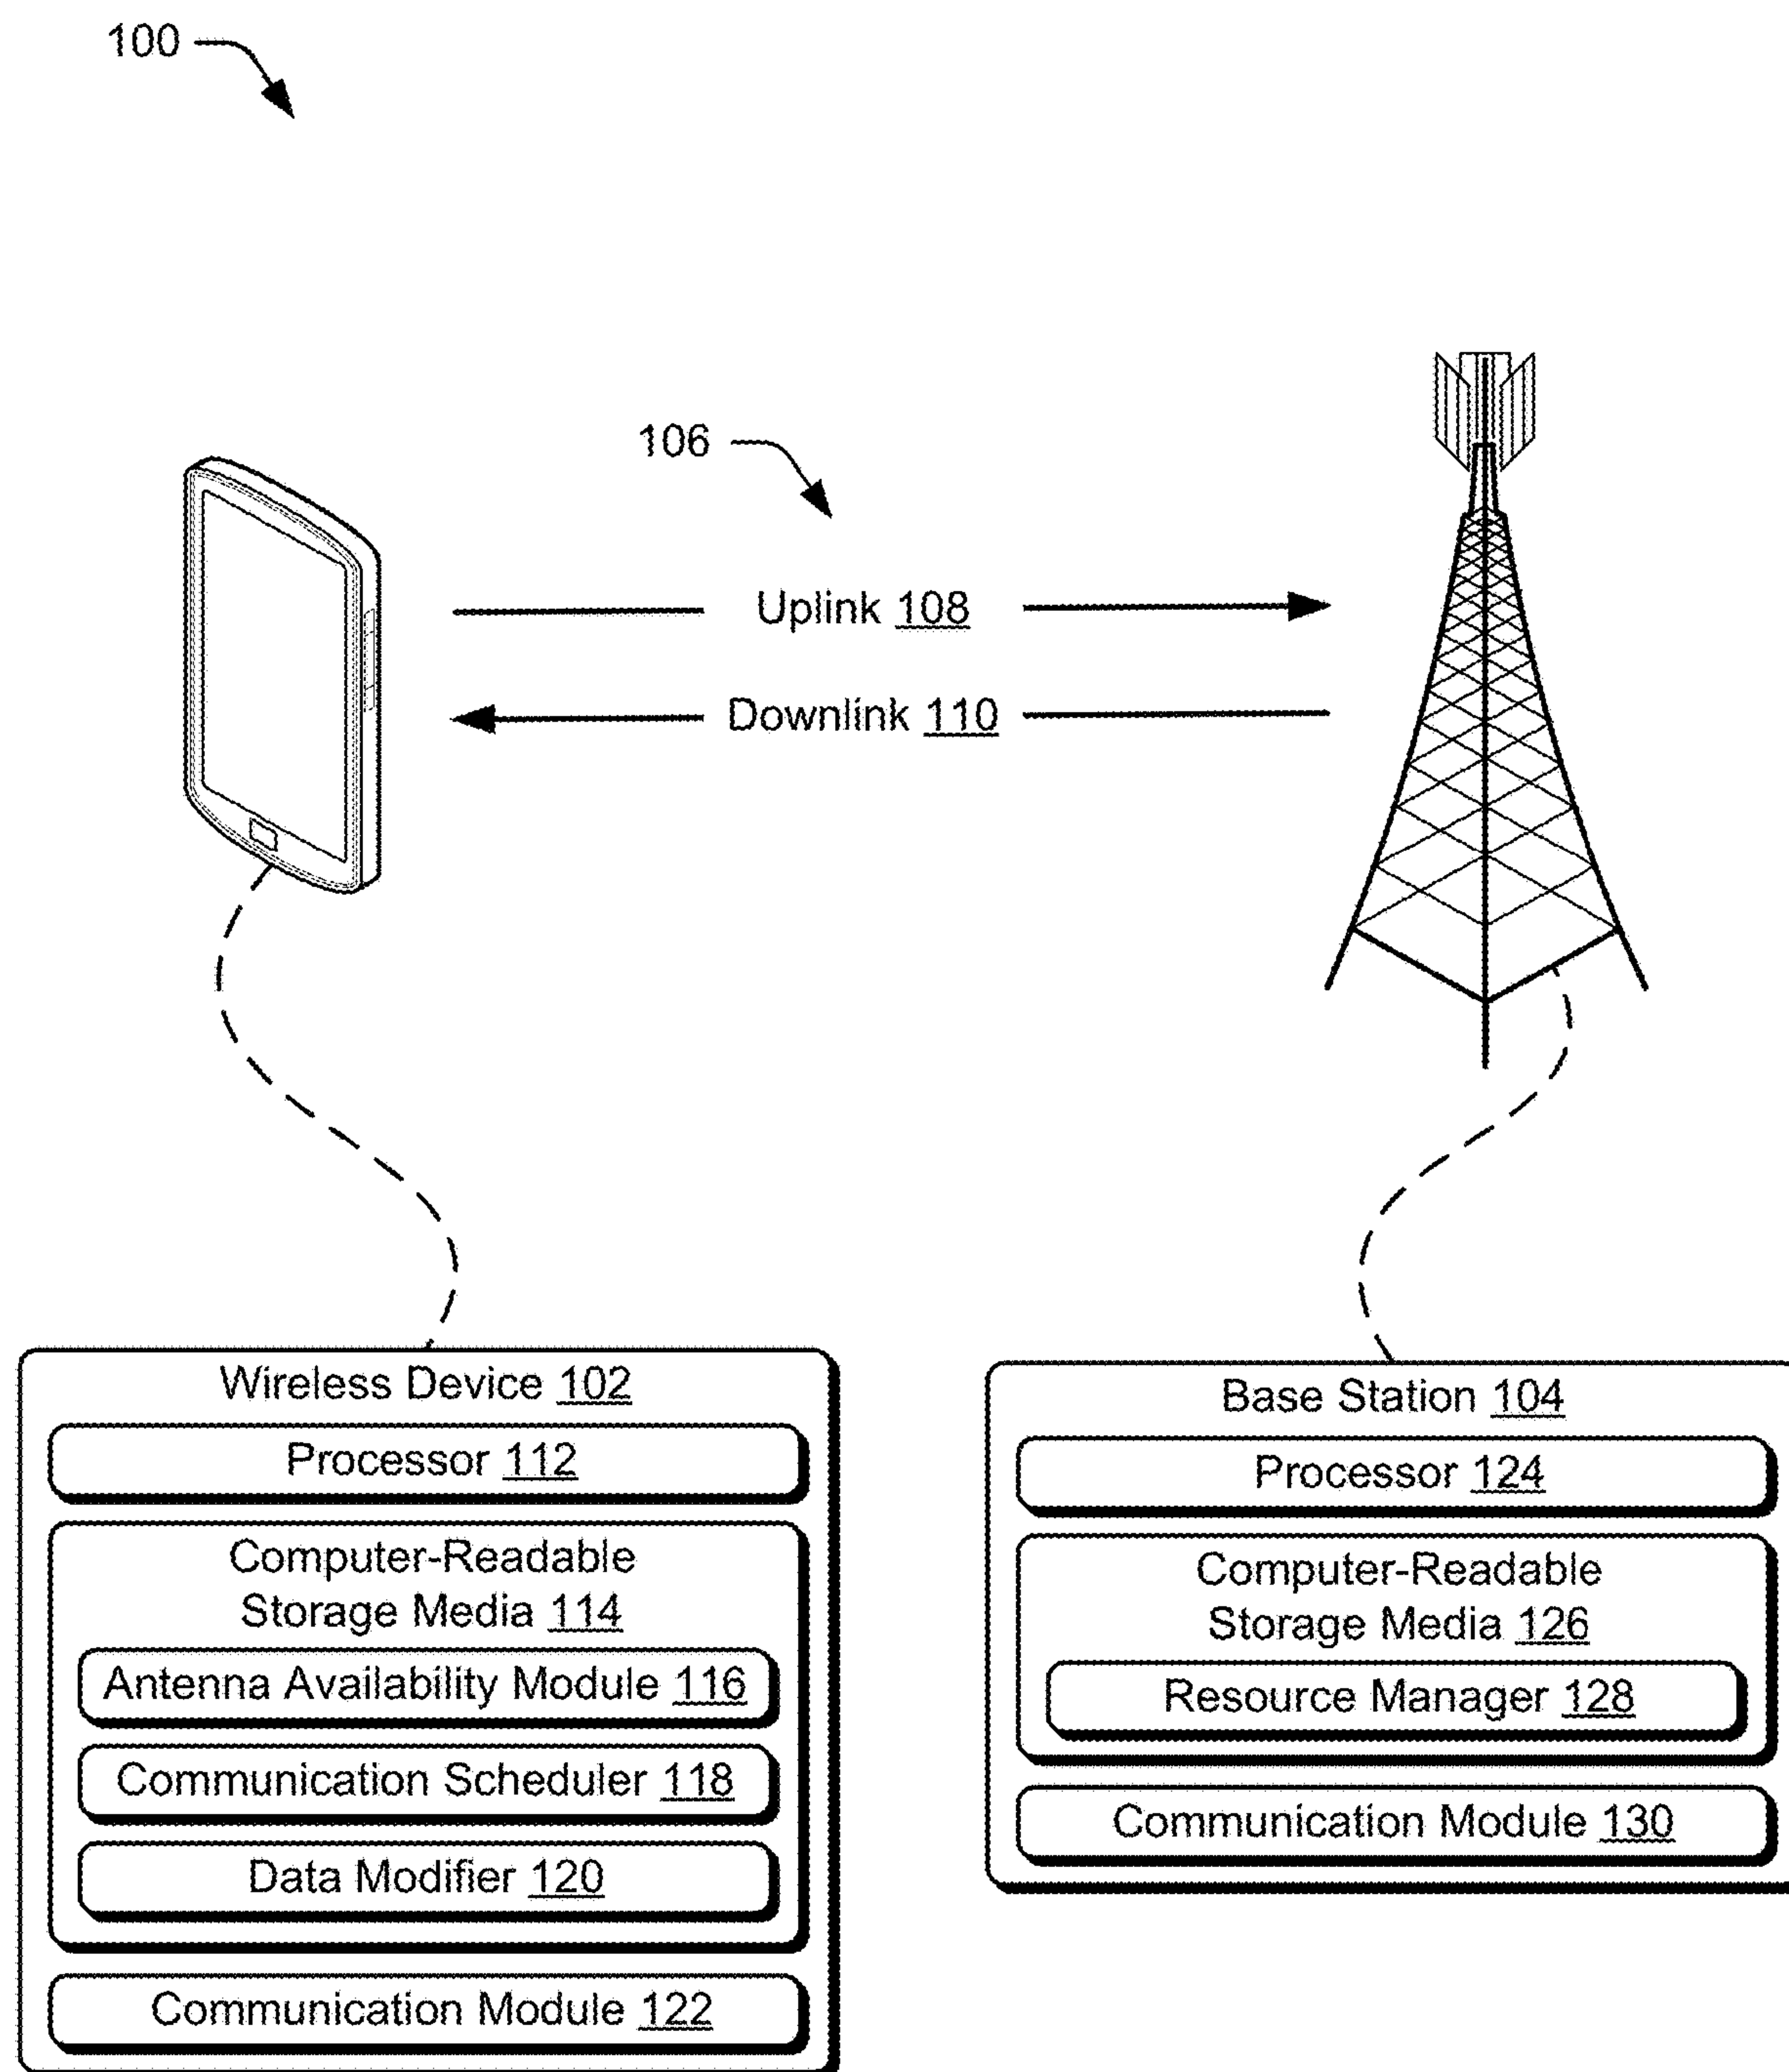 100
106
Uplink 108
Downlink 110
Wireless Device 102
Processor 112
Computer-Readable
Storage Media 114
Antenna Availability Module 116
Communication Scheduler 118
Data Modifier 120
Communication Module 122
Base Station 104
Processor 124
Computer-Readable
Storage Media 126
Resource Manager 128
Communication Module 130